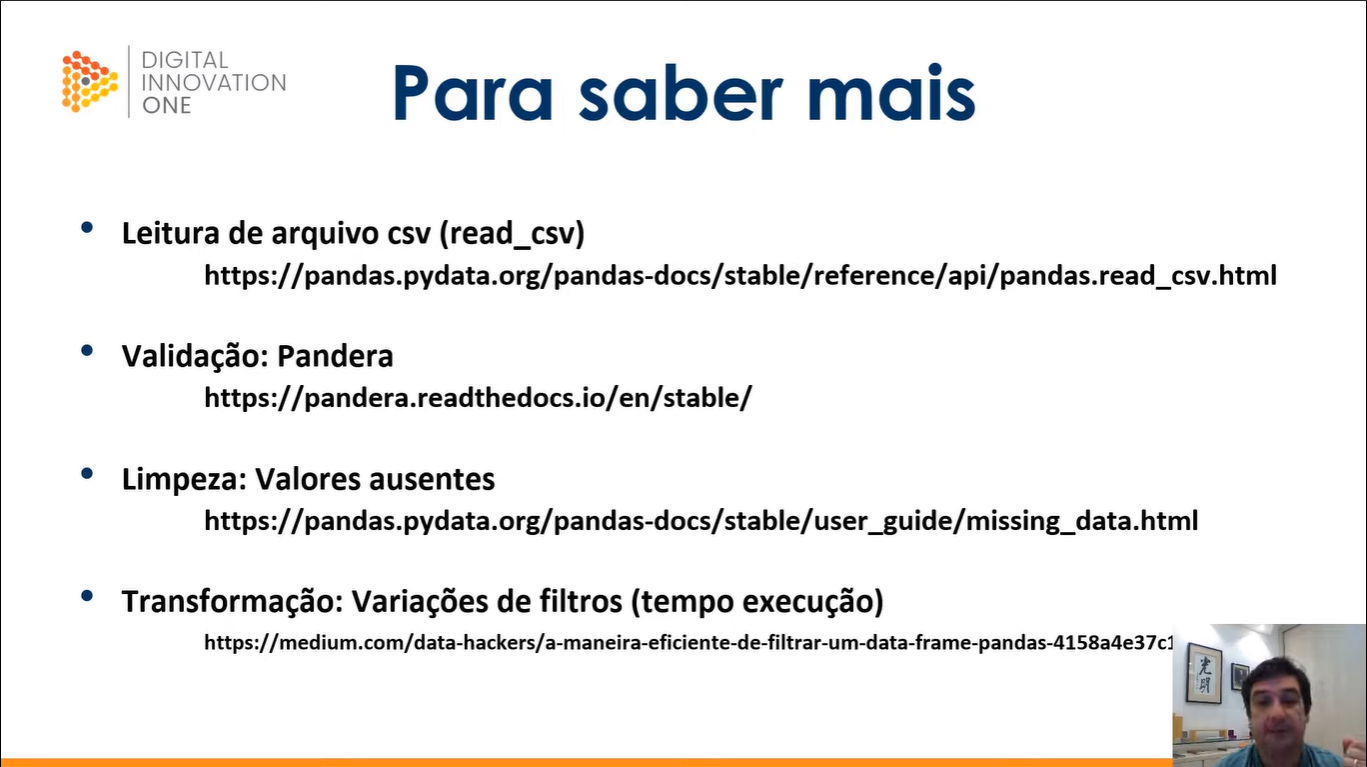 DIGITAL
INNOVATION
ONE
Para saber mais
• Leitura de arquivo csv (read_csv)
https://pandas.pydata.org/pandas-docs/stable/reference/api/pandas.read_csv.html
• Validação: Pandera
https://pandera.readthedocs.io/en/stable/
• Limpeza: Valores ausentes
https://pandas.pydata.org/pandas-docs/stable/user_guide/missing_data.html
• Transformação: Variações de filtros (tempo execução)
https://medium.com/data-hackers/a-maneira-eficiente-de-filtrar-um-data-frame-pandas-4158a4e37c1